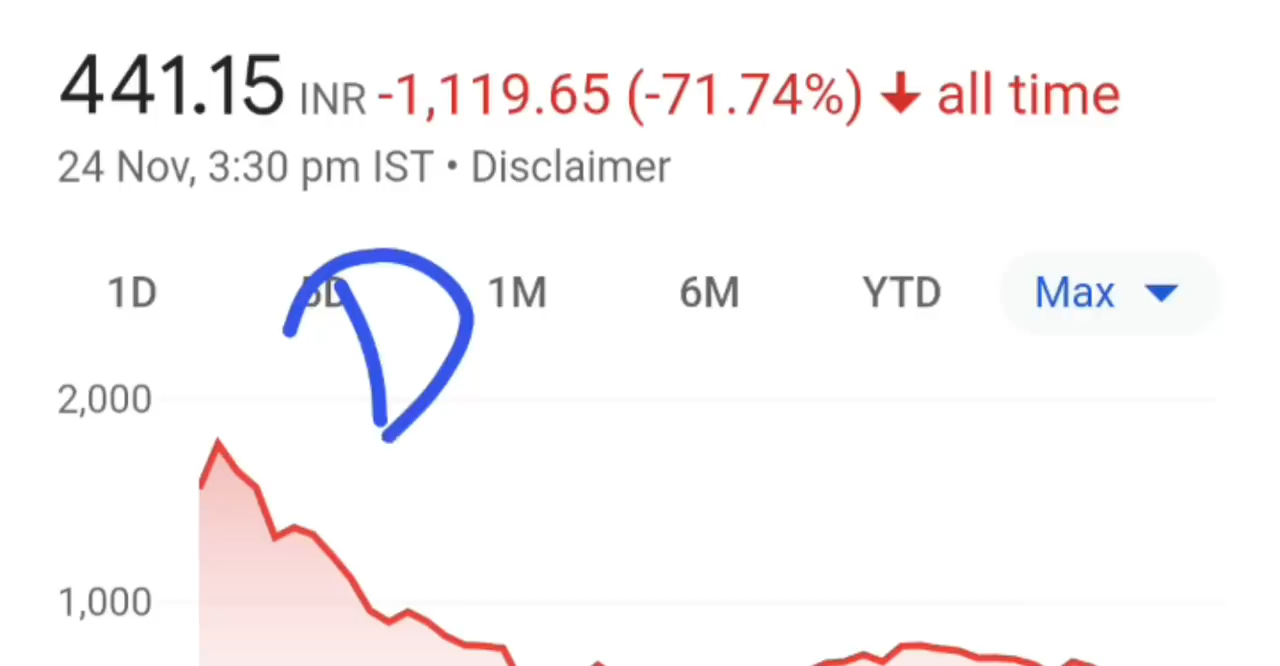 441.15 INR -1,119.65 (-71.74%) ↓ all time
24 Nov, 3:30 pm IST • Disclaimer
1D 5D 1M 6M YTD Max
2,000
1,000